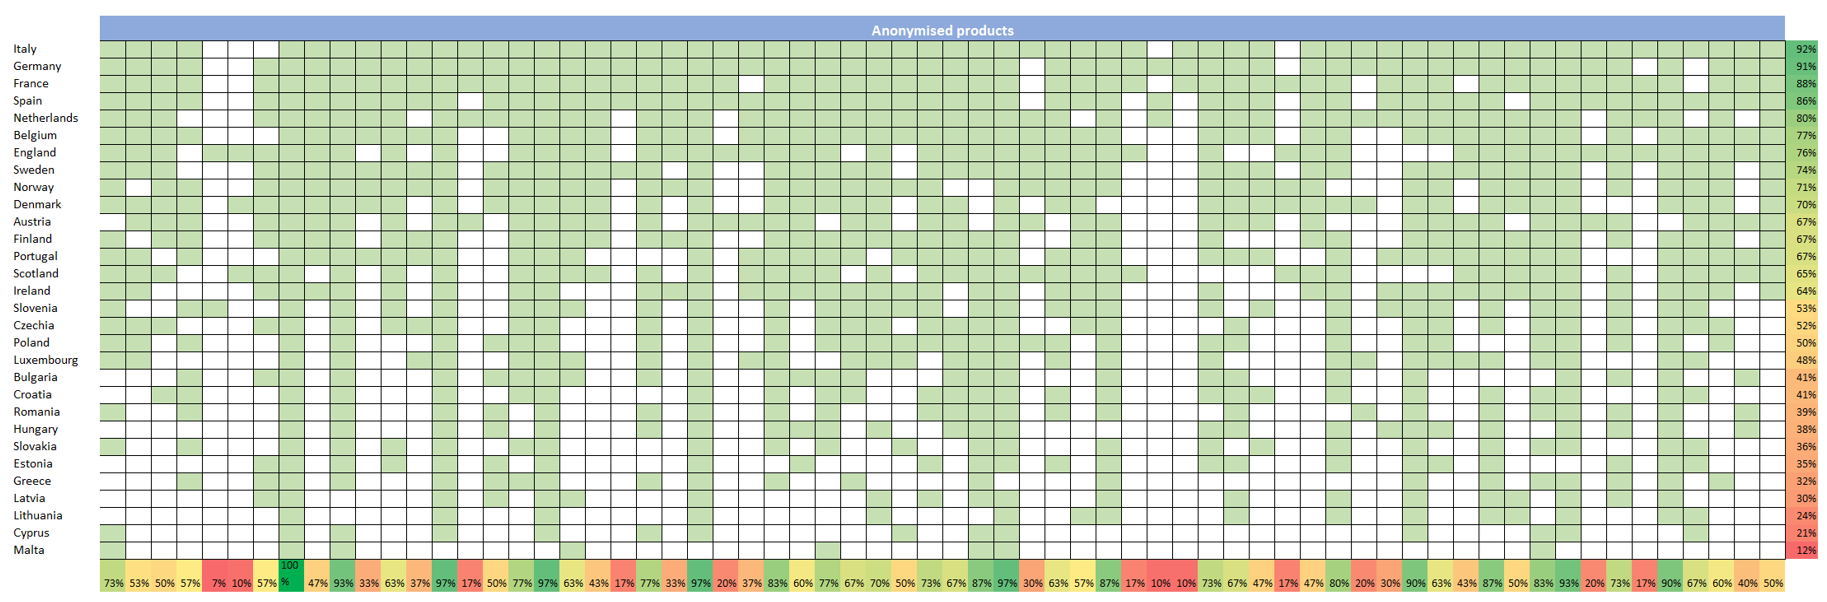 Anonymised products
Italy 92%
Germany 91%
France 88%
Spain 86%
Netherlands 80%
Belgium 77%
England 76%
Sweden 74%
Norway 71%
Denmark 70%
Austria 67%
Finland 67%
Portugal 67%
Scotland 65%
Ireland 64%
Slovenia 53%
Czechia 52%
Poland 50%
Luxembourg 48%
Bulgaria 41%
Croatia 41%
Romania 39%
Hungary 38%
Slovakia 36%
Estonia 35%
Greece 32%
Latvia 30%
Lithuania 24%
Cyprus 21%
Malta 12%
73% 53% 50% 57% 7% 10% 57% 100% 47% 93% 33% 63% 37% 97% 17% 50% 77% 97% 63% 43% 17% 77% 33% 97% 20% 37% 83% 60% 77% 67% 70% 50% 73% 67% 87% 97% 30% 63% 57% 87% 17% 10% 10% 73% 67% 47% 17% 47% 80% 20% 30% 90% 63% 43% 87% 50% 83% 93% 20% 73% 17% 90% 67% 60% 40% 50%